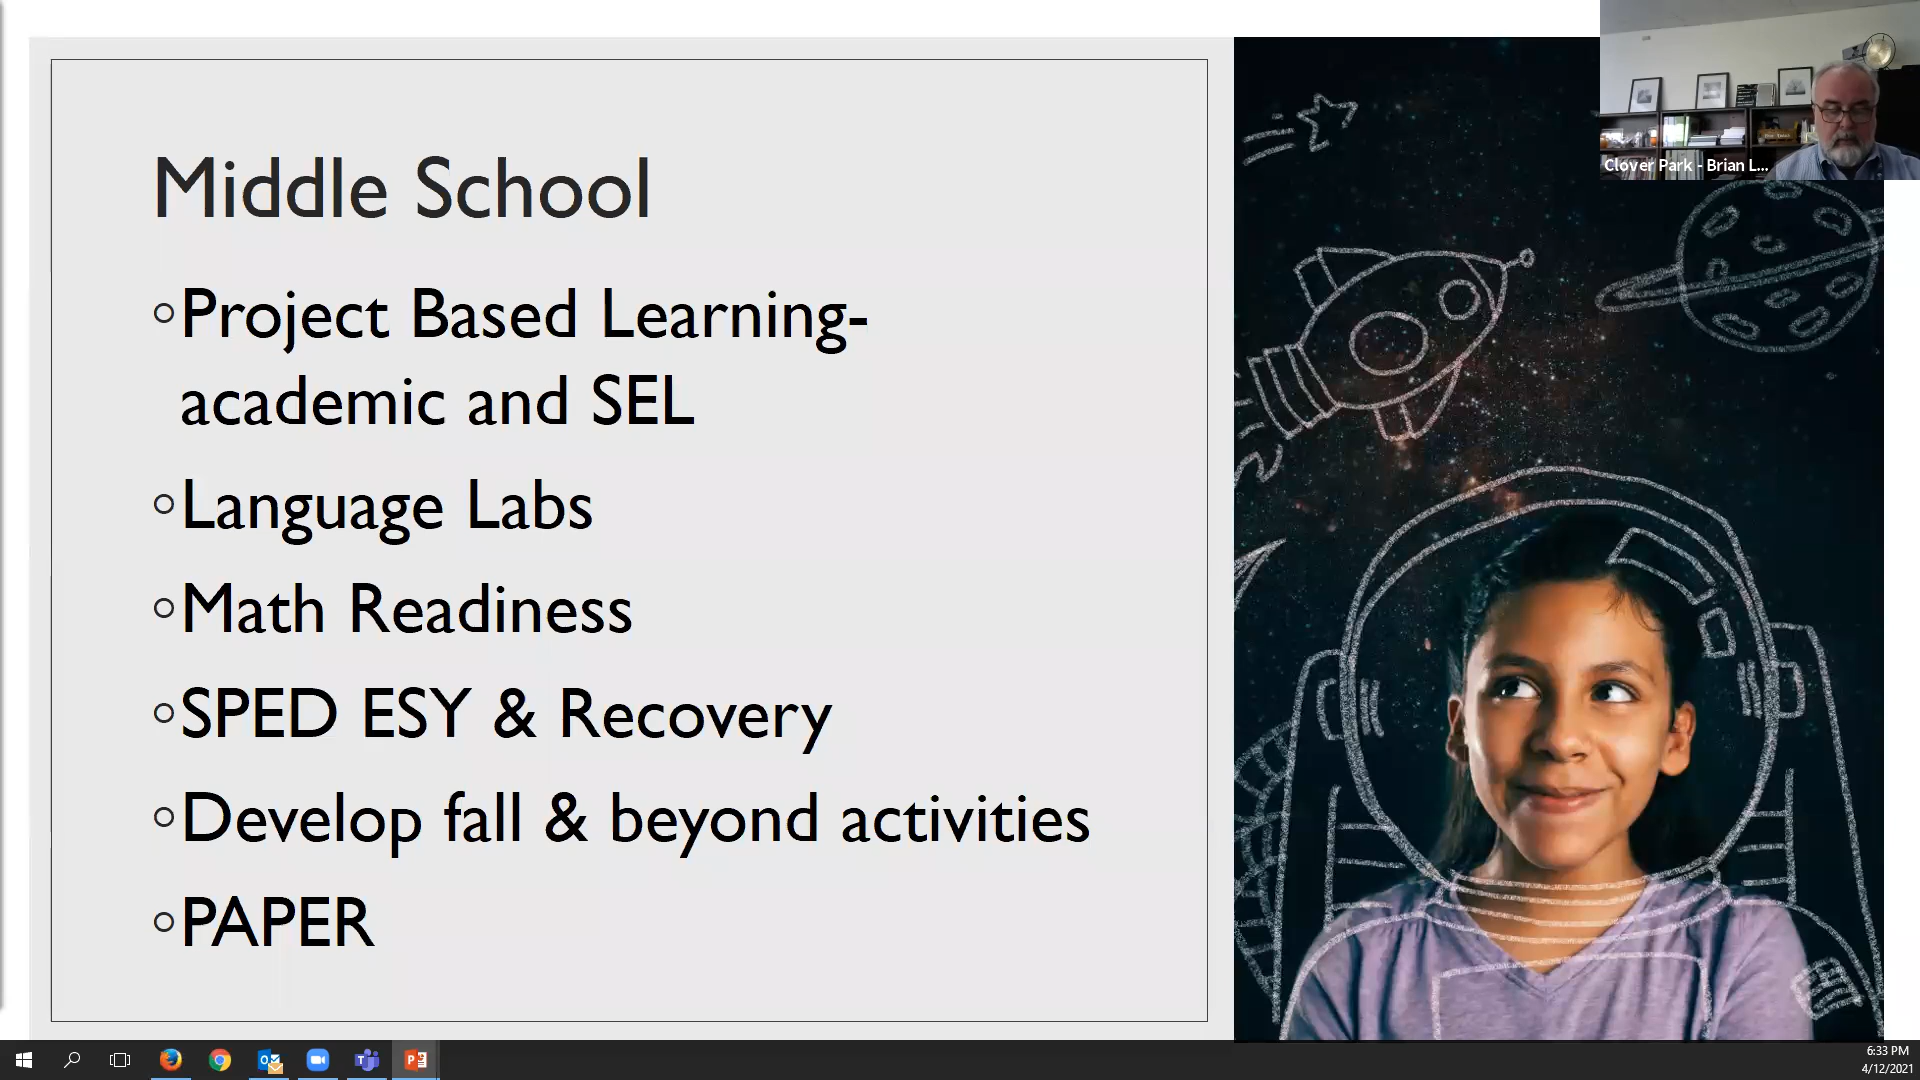 Middle School
◦Project Based Learning-
academic and SEL
◦Language Labs
◦Math Readiness
◦SPED ESY & Recovery
◦Develop fall & beyond activities
◦PAPER
Clover Park - Brian L...
6:33 PM
4/12/2021